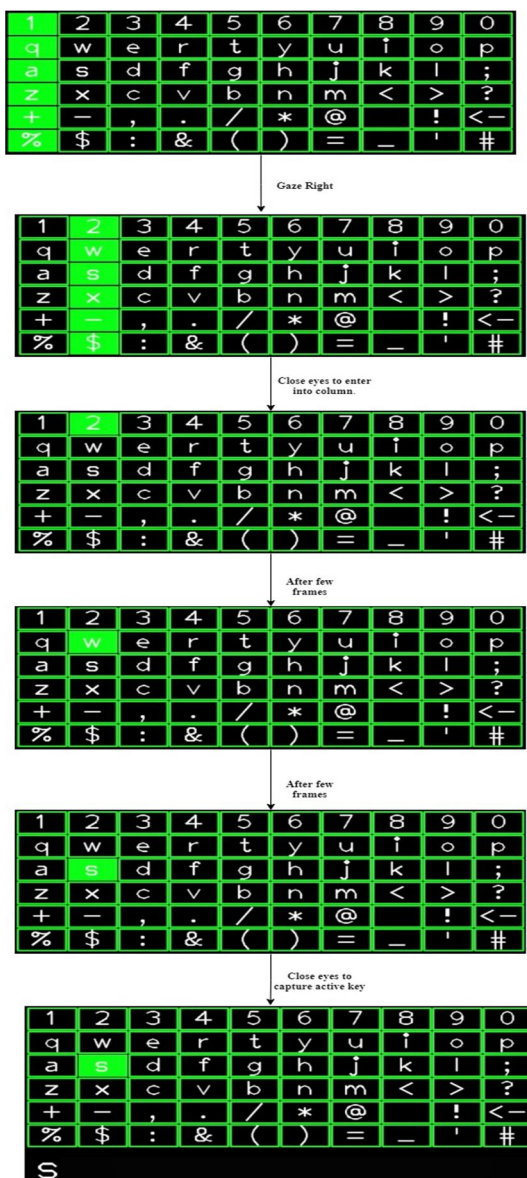 1 2 3 4 5 6 7 8 9 0
q w e r t y u i o p
a s d f g h j k l ;
z x c v b n m < > ?
+ - , . / * @ ! <-
% $ : & ( ) = _ ' #
Gaze Right
1 2 3 4 5 6 7 8 9 0
q w e r t y u i o p
a s d f g h j k l ;
z x c v b n m < > ?
+ - , . / * @ ! <-
% $ : & ( ) = _ ' #
Close eyes to enter
into column.
1 2 3 4 5 6 7 8 9 0
q w e r t y u i o p
a s d f g h j k l ;
z x c v b n m < > ?
+ - , . / * @ ! <-
% $ : & ( ) = _ ' #
After few
frames
1 2 3 4 5 6 7 8 9 0
q w e r t y u i o p
a s d f g h j k l ;
z x c v b n m < > ?
+ - , . / * @ ! <-
% $ : & ( ) = _ ' #
After few
frames
1 2 3 4 5 6 7 8 9 0
q w e r t y u i o p
a s d f g h j k l ;
z x c v b n m < > ?
+ - , . / * @ ! <-
% $ : & ( ) = _ ' #
Close eyes to
capture active key
1 2 3 4 5 6 7 8 9 0
q w e r t y u i o p
a s d f g h j k l ;
z x c v b n m < > ?
+ - , . / * @ ! <-
% $ : & ( ) = _ ' #
s